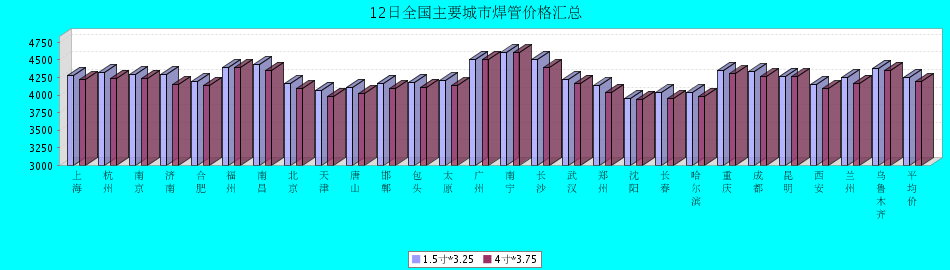 12日全国主要城市焊管价格汇总
4750
4500
4250
4000
3750
3500
3250
3000
上海
杭州
南京
济南
合肥
福州
南昌
北京
天津
唐山
邯郸
包头
太原
广州
南宁
长沙
武汉
郑州
沈阳
长春
哈尔滨
重庆
成都
昆明
西安
兰州
乌鲁木齐
平均价
1.5寸*3.25
4寸*3.75